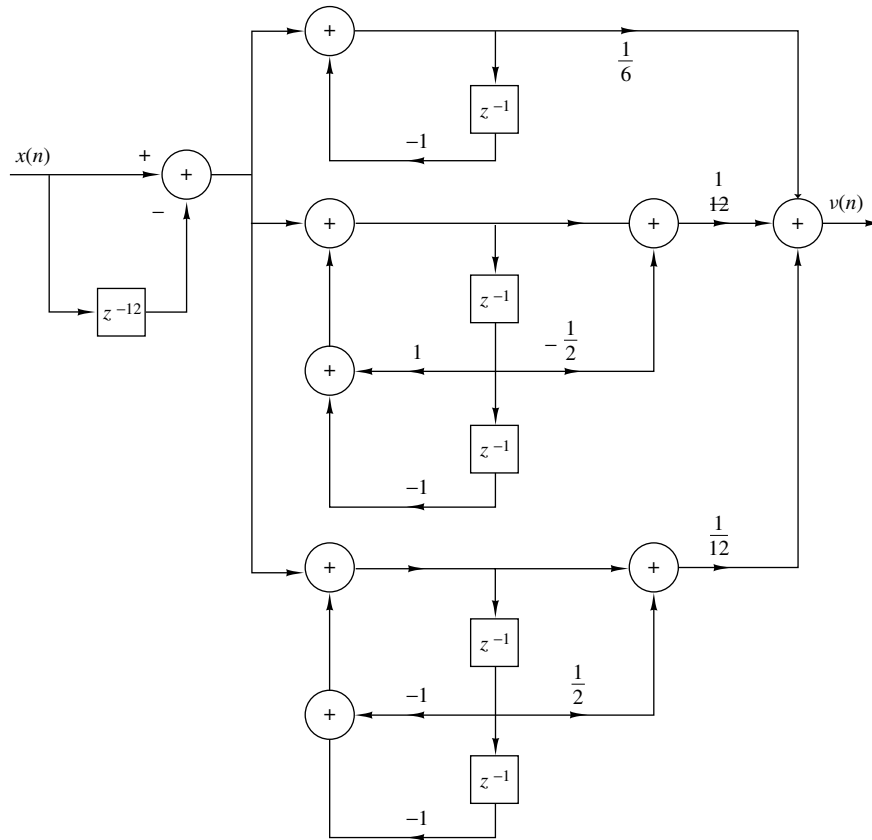 +
1/6
z⁻¹
−1
x(n)
+
+
−
z⁻¹²
+
+
1/12
+
v(n)
z⁻¹
+
1
− 1/2
z⁻¹
−1
+
+
1/12
z⁻¹
+
−1
1/2
z⁻¹
−1